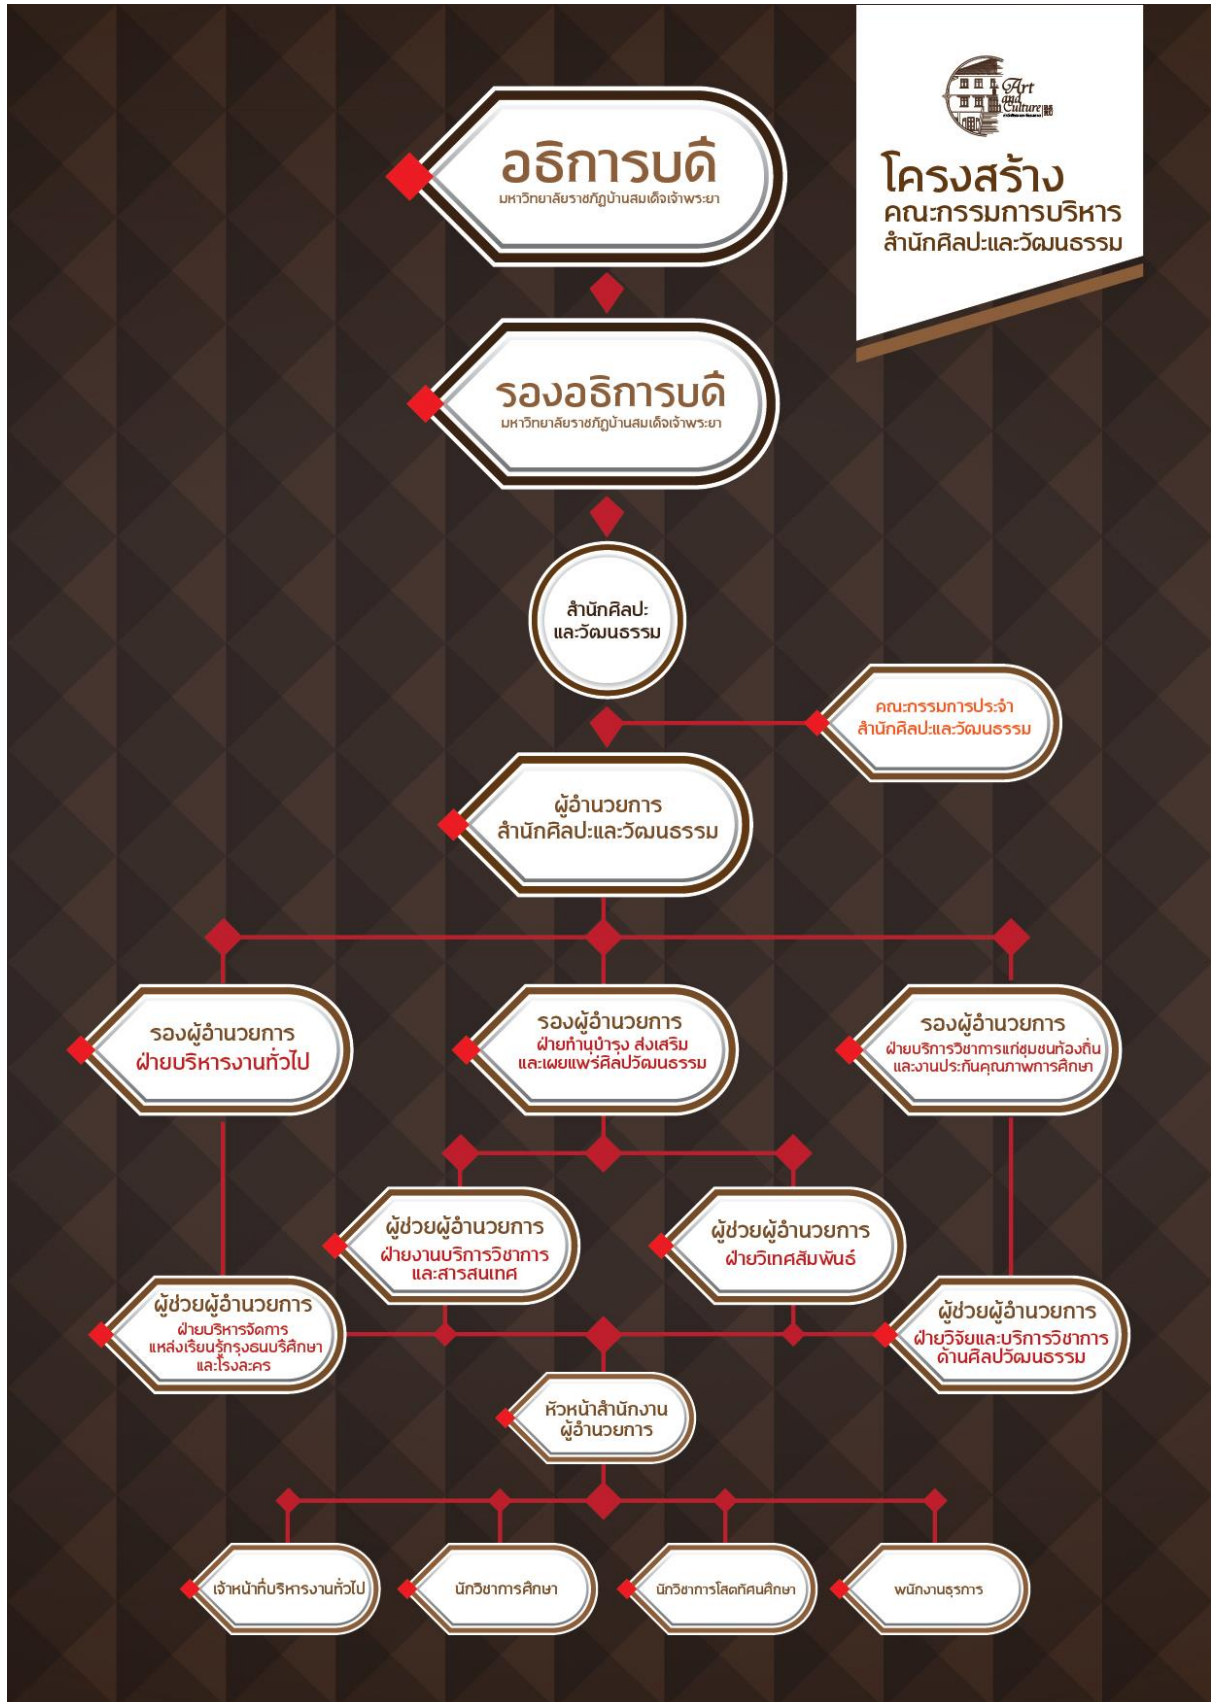 Art
and
Culture
โครงสร้าง
คณะกรรมการบริหาร
สำนักศิลปะและวัฒนธรรม
อธิการบดี
มหาวิทยาลัยราชภัฏบ้านสมเด็จเจ้าพระยา
รองอธิการบดี
มหาวิทยาลัยราชภัฏบ้านสมเด็จเจ้าพระยา
สำนักศิลปะ
และวัฒนธรรม
คณะกรรมการประจำ
สำนักศิลปะและวัฒนธรรม
ผู้อำนวยการ
สำนักศิลปะและวัฒนธรรม
รองผู้อำนวยการ
ฝ่ายบริหารงานทั่วไป
รองผู้อำนวยการ
ฝ่ายทำนุบำรุง ส่งเสริม
และเผยแพร่ศิลปวัฒนธรรม
รองผู้อำนวยการ
ฝ่ายบริการวิชาการแก่ชุมชนท้องถิ่น
และงานประกันคุณภาพการศึกษา
ผู้ช่วยผู้อำนวยการ
ฝ่ายงานบริการวิชาการ
และสารสนเทศ
ผู้ช่วยผู้อำนวยการ
ฝ่ายวิเทศสัมพันธ์
ผู้ช่วยผู้อำนวยการ
ฝ่ายบริหารจัดการ
แหล่งเรียนรู้กรุงธนบุรีศึกษา
และโรงละคร
ผู้ช่วยผู้อำนวยการ
ฝ่ายวิจัยและบริการวิชาการ
ด้านศิลปวัฒนธรรม
หัวหน้าสำนักงาน
ผู้อำนวยการ
เจ้าหน้าที่บริหารงานทั่วไป
นักวิชาการศึกษา
นักวิชาการโสตทัศนศึกษา
พนักงานธุรการ